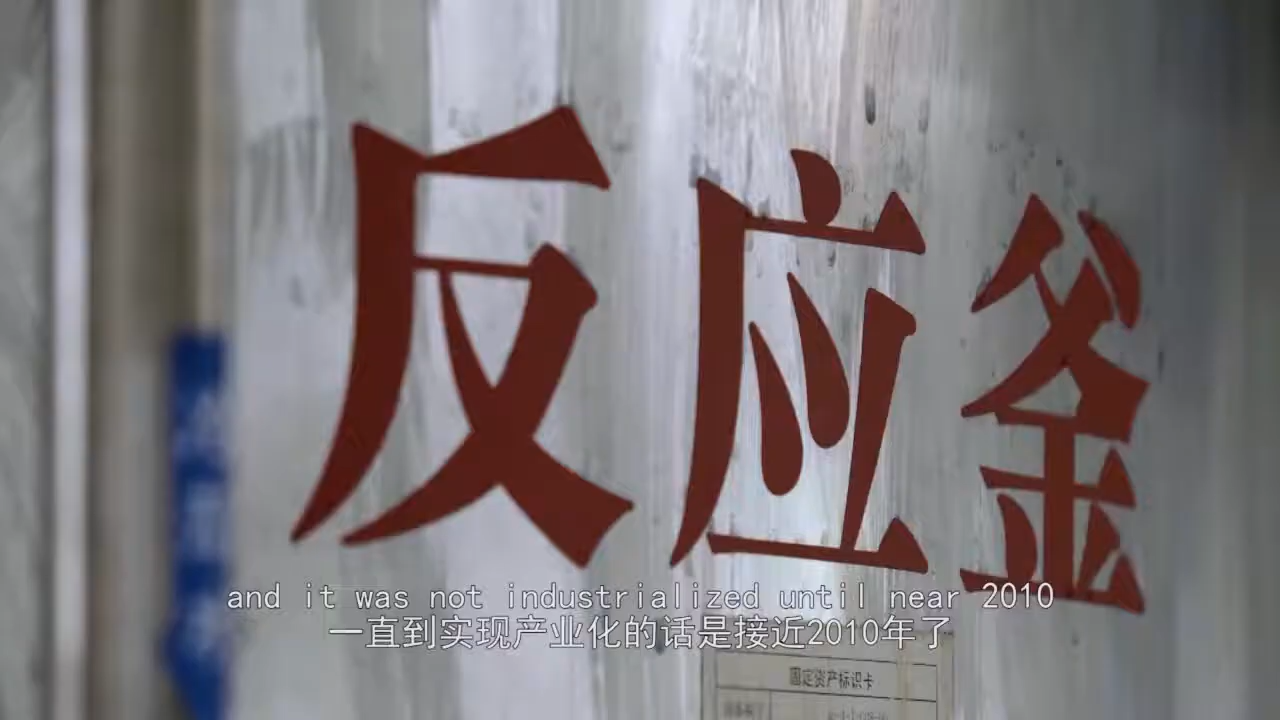 反应釜
and it was not industrialized until near 2010
一直到实现产业化的话是接近2010年了
固定资产标识卡